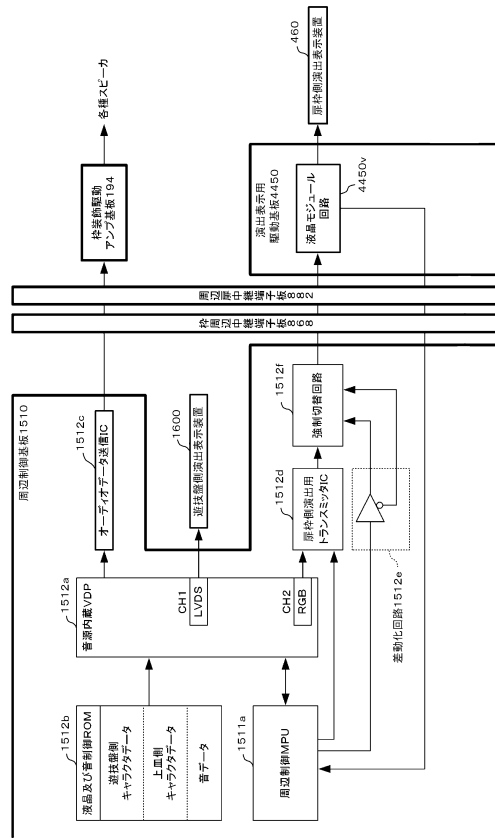 周辺制御基板1510
1512b
液晶及び音制御ROM
遊技盤側
キャラクタデータ
上皿側
キャラクタデータ
音データ
1512a
音源内蔵VDP
CH1
LVDS
CH2
RGB
1511a
周辺制御MPU
1512c
オーディオデータ送信IC
1600
遊技盤側演出表示装置
1512d
扉枠側演出用
トランスミッタIC
差動化回路1512e
1512f
強制切替回路
枠周辺中継端子板868
周辺扉中継端子板882
枠装飾駆動
アンプ基板194
各種スピーカ
演出表示用
駆動基板4450
液晶モジュール
回路
4450v
460
扉枠側演出表示装置